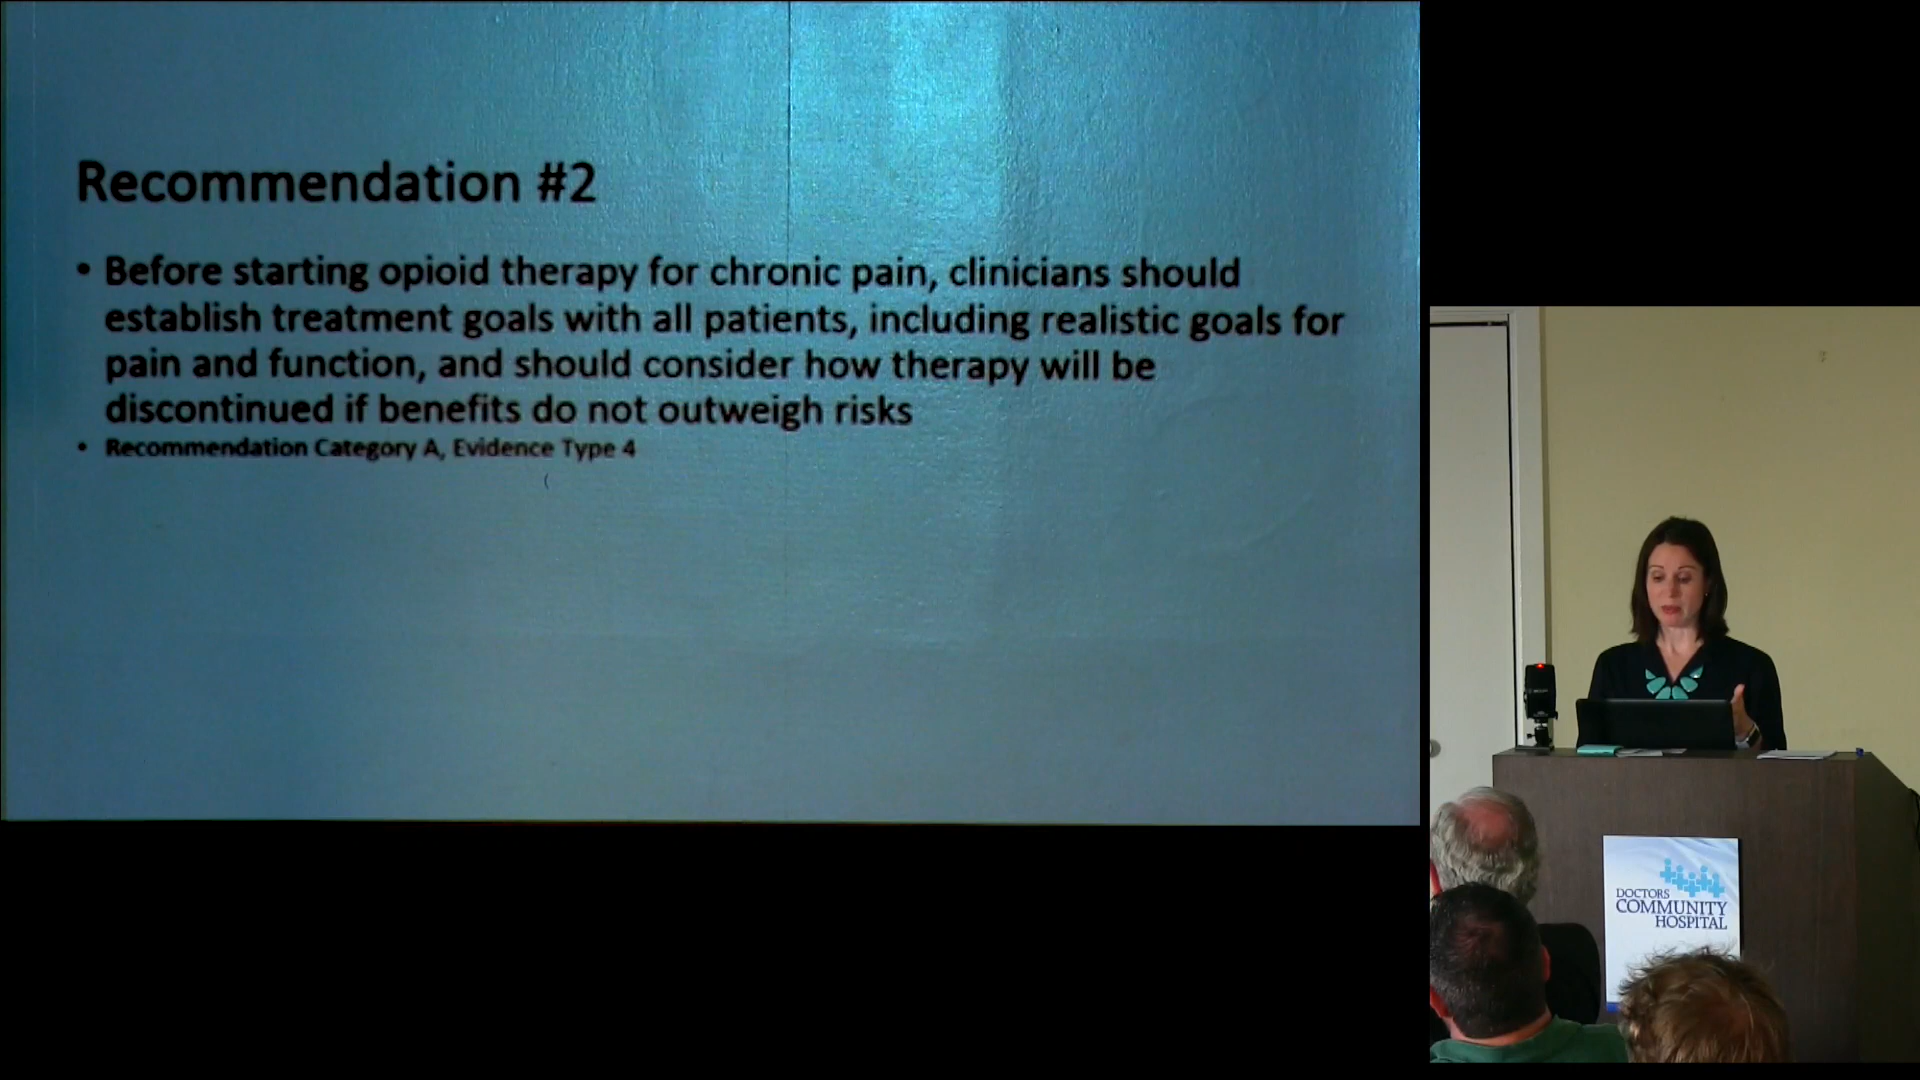 Recommendation #2
• Before starting opioid therapy for chronic pain, clinicians should
establish treatment goals with all patients, including realistic goals for
pain and function, and should consider how therapy will be
discontinued if benefits do not outweigh risks
• Recommendation Category A, Evidence Type 4
DOCTORS
COMMUNITY
HOSPITAL